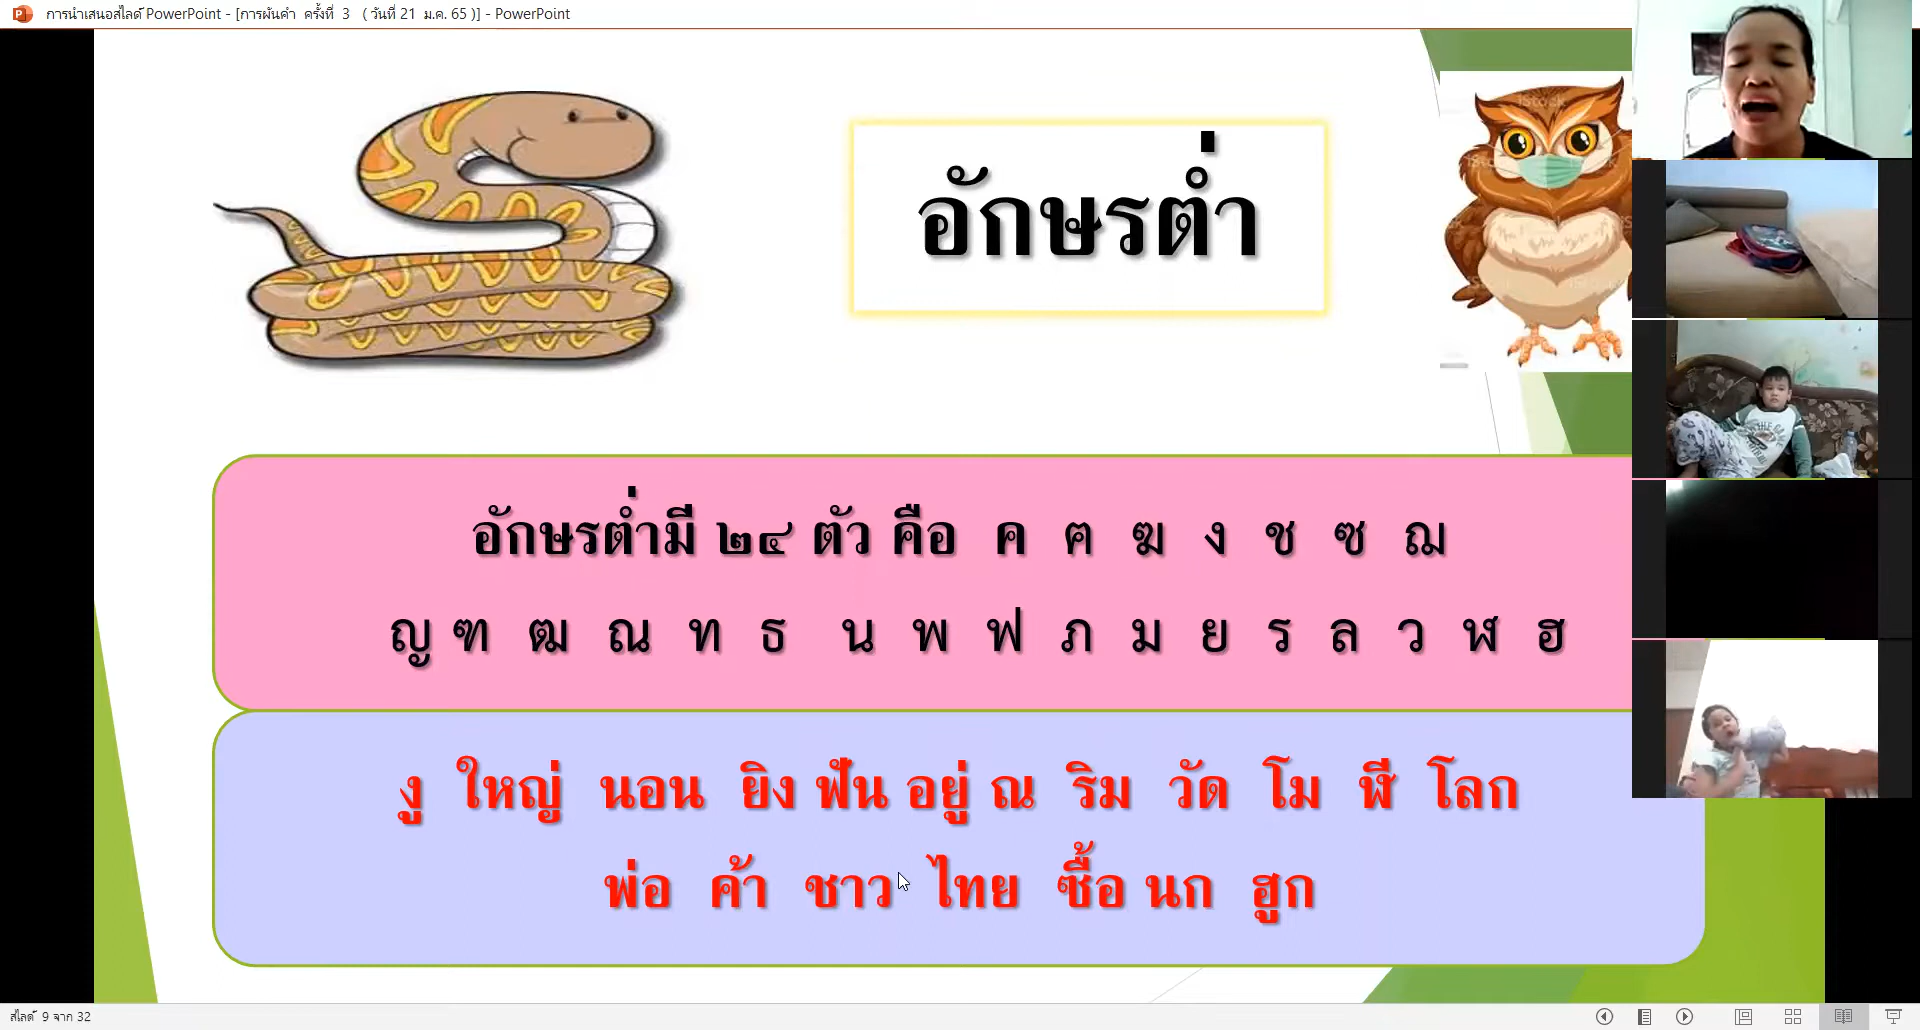 การนำเสนอสไลด์ PowerPoint - [การผันคำ ครั้งที่ 3 ( วันที่ 21 ม.ค. 65 )] - PowerPoint
อักษรต่ำ
iStock
อักษรต่ำมี ๒๔ ตัว คือ ค ฅ ฆ ง ช ซ ฌ
ญ ฑ ฒ ณ ท ธ น พ ฟ ภ ม ย ร ล ว ฬ ฮ
งู ใหญ่ นอน ยิง ฟัน อยู่ ณ ริม วัด โม ฬี โลก
พ่อ ค้า ชาว ไทย ซื้อ นก ฮูก
สไลด์ 9 จาก 32